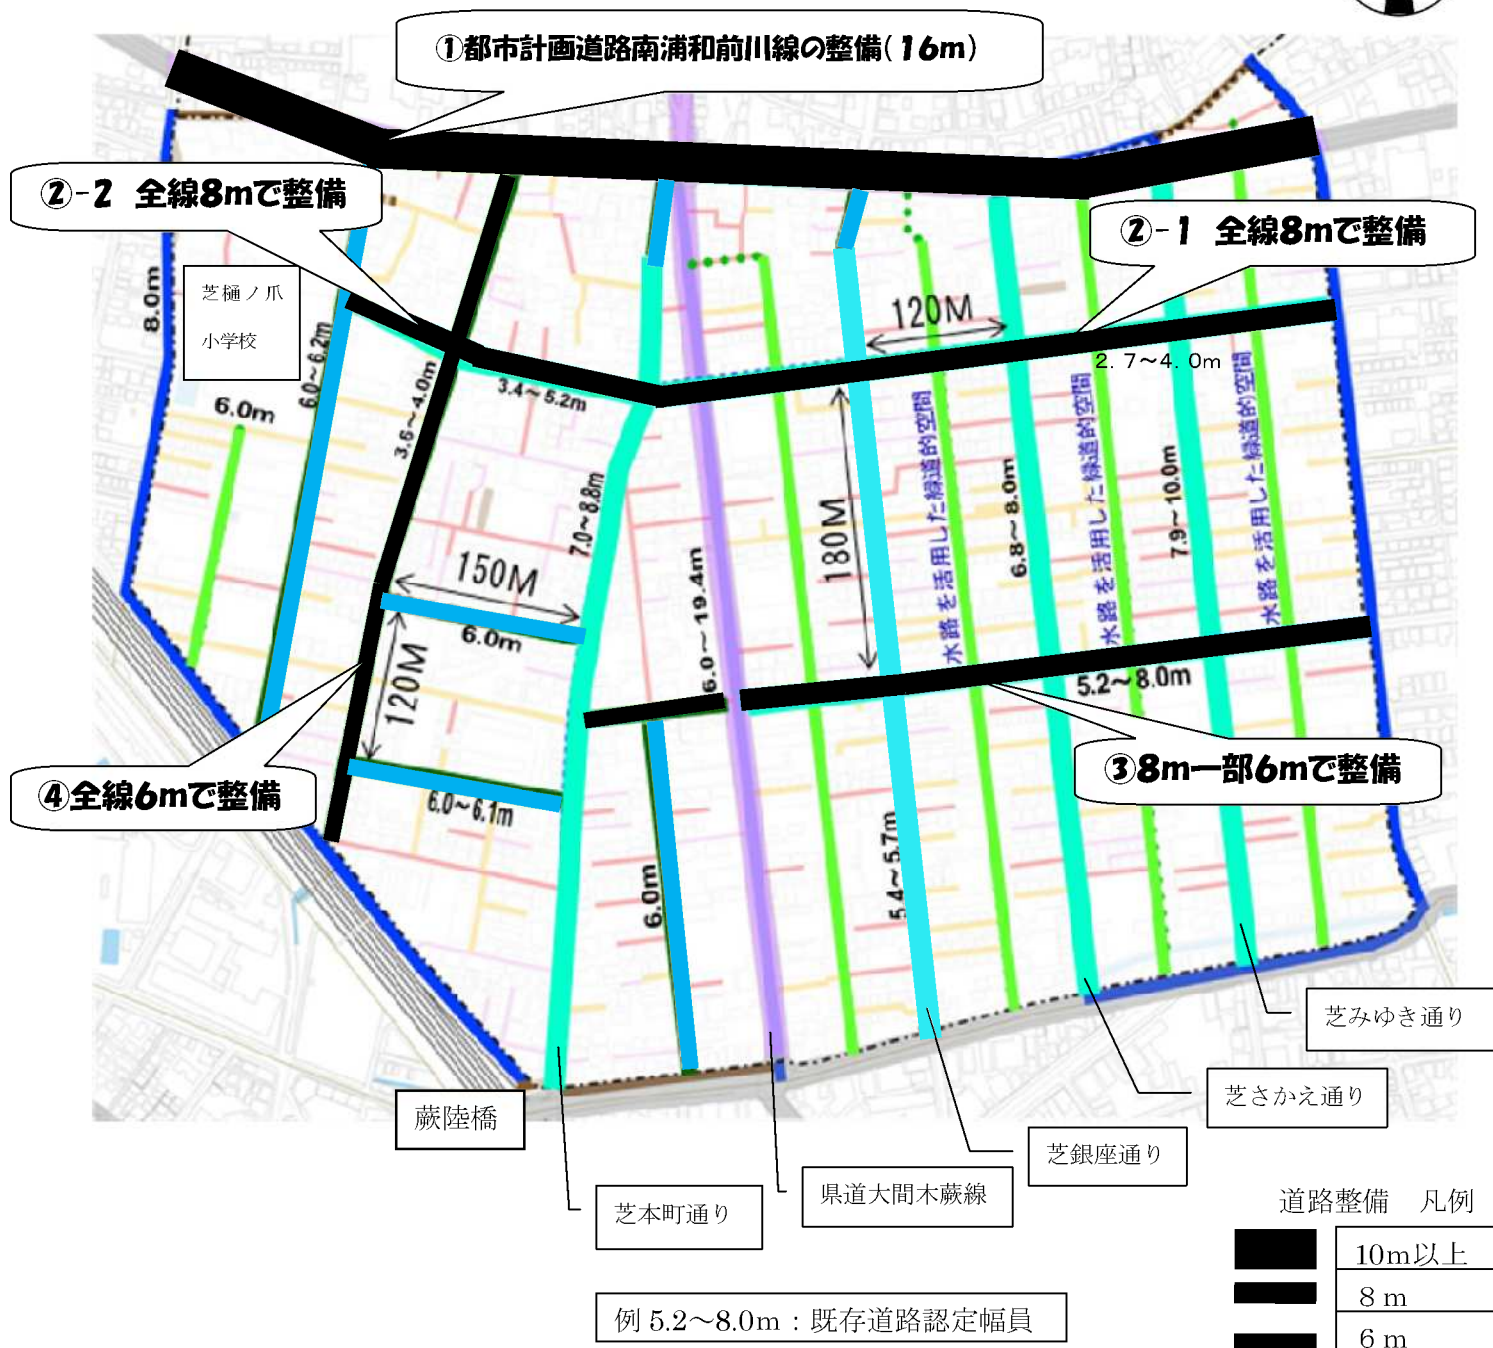 ①都市計画道路南浦和前川線の整備(16m)
②-2 全線8mで整備
②-1 全線8mで整備
芝樋ノ爪
小学校
8.0m
6.0m
6.0～6.2m
3.6～4.0m
3.4～5.2m
120M
2.7～4.0m
水路を活用した緑道的空間
水路を活用した緑道的空間
水路を活用した緑道的空間
7.0～8.8m
180M
6.8～8.0m
7.9～10.0m
150M
6.0m
6.0～19.4m
120M
5.2～8.0m
③8m一部6mで整備
④全線6mで整備
6.0～6.1m
6.0m
5.4～5.7m
芝みゆき通り
芝さかえ通り
蕨陸橋
芝銀座通り
県道大間木蕨線
芝本町通り
道路整備 凡例
10m以上
8m
6m
例 5.2～8.0m：既存道路認定幅員